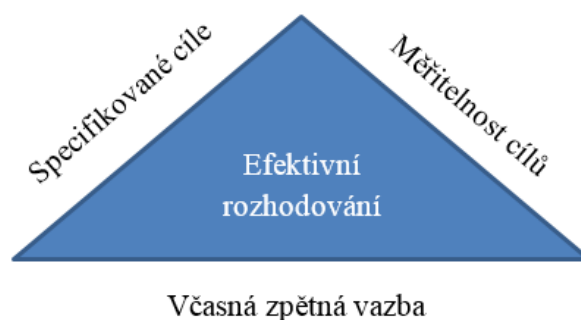 Specifikované cíle
Měřitelnost cílů
Efektivní
rozhodování
Včasná zpětná vazba